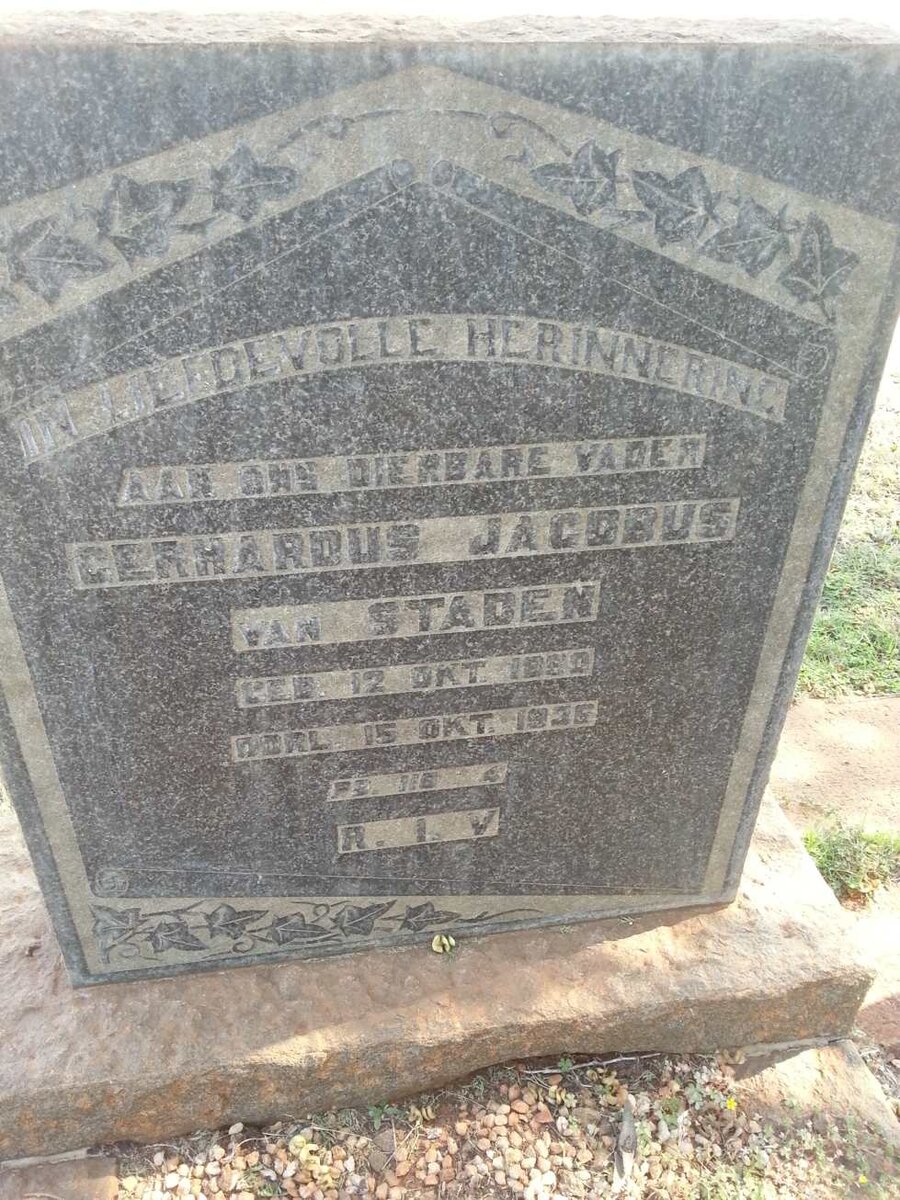 IN LIEFDEVOLLE HERINNERING
AAN ONS DIERBARE VADER
GERHARDUS JACOBUS
VAN STADEN
GEB. 12 OKT. 1880
OORL. 15 OKT. 1936
PS. 116 - 4
R. I. V